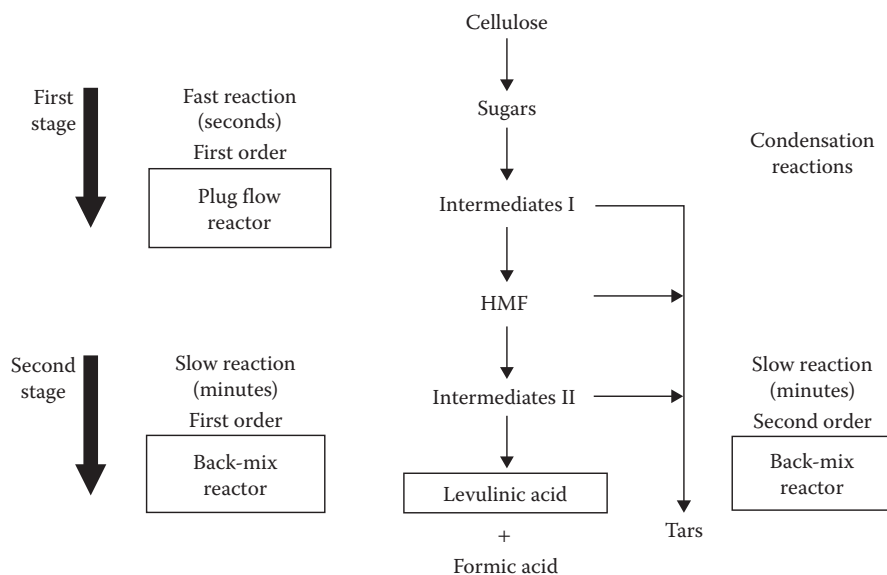 Cellulose
First
stage
Fast reaction
(seconds)
First order
Plug flow
reactor
Sugars
Condensation
reactions
Intermediates I
HMF
Second
stage
Slow reaction
(minutes)
First order
Back-mix
reactor
Intermediates II
Levulinic acid
+
Formic acid
Tars
Slow reaction
(minutes)
Second order
Back-mix
reactor